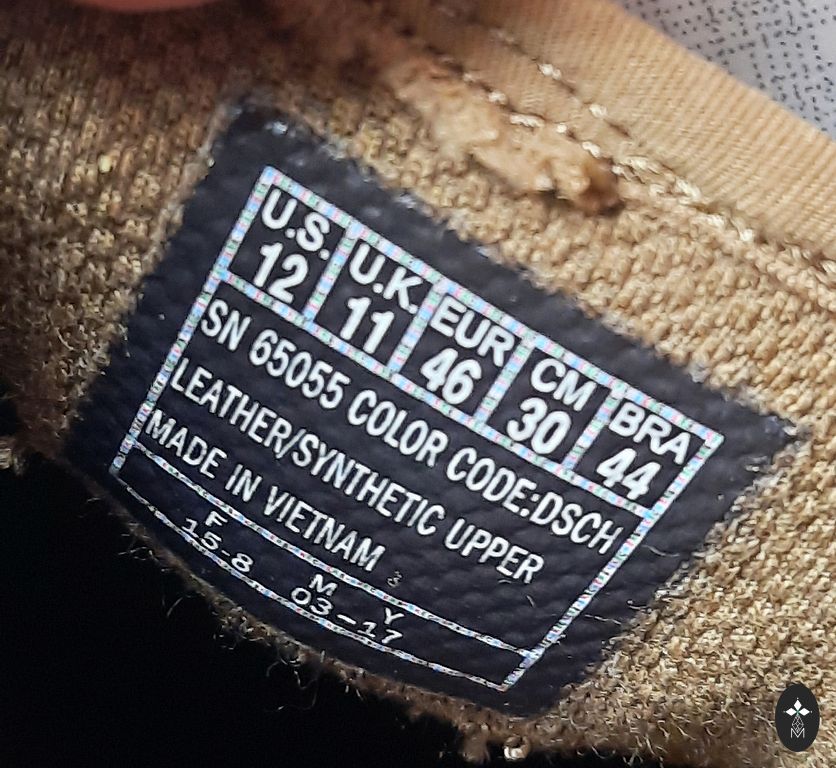 U.S. U.K. EUR CM BRA
12 11 46 30 44
SN 65055 COLOR CODE:DSCH
LEATHER/SYNTHETIC UPPER
MADE IN VIETNAM
F M Y
15-8 03-17
M